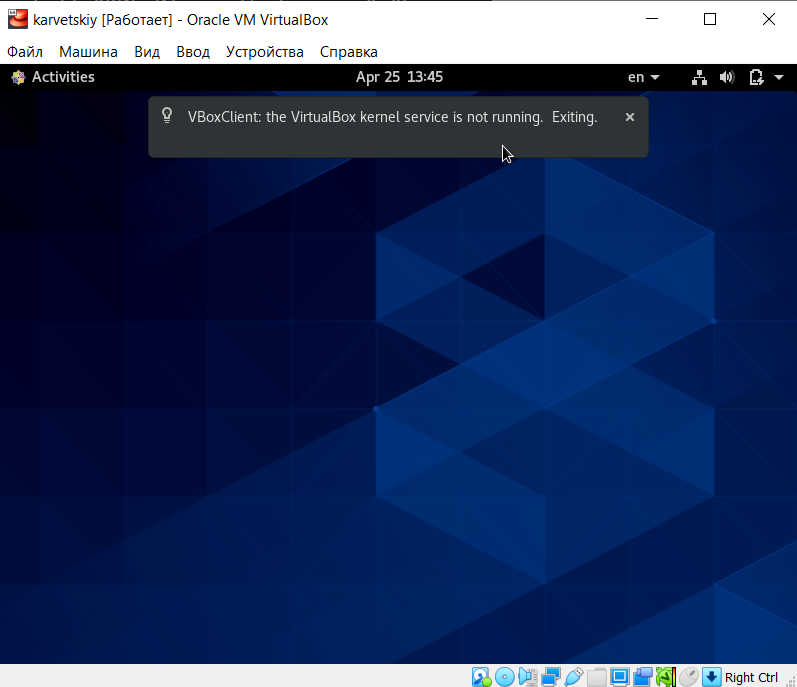 karvetskiy [Работает] - Oracle VM VirtualBox
Файл Машина Вид Ввод Устройства Справка
Activities Apr 25 13:45 en
VBoxClient: the VirtualBox kernel service is not running. Exiting.
Right Ctrl